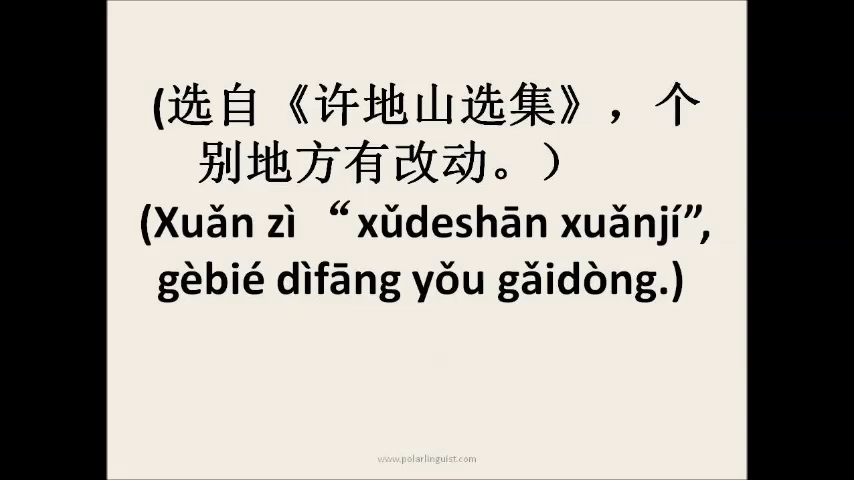 (选自《许地山选集》，个
别地方有改动。）
(Xuǎn zì “xǔdeshān xuǎnjí”,
gèbié dìfāng yǒu gǎidòng.)
www.polarlinguist.com